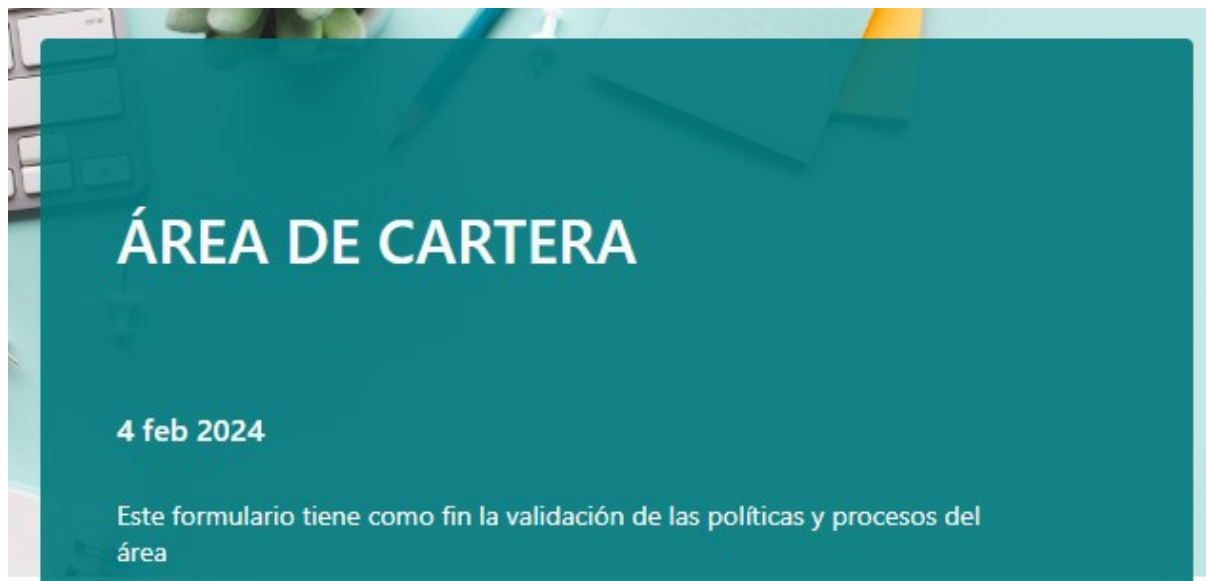 ÁREA DE CARTERA
4 feb 2024
Este formulario tiene como fin la validación de las políticas y procesos del
área